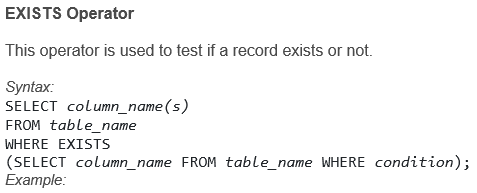 EXISTS Operator
This operator is used to test if a record exists or not.
Syntax:
SELECT column_name(s)
FROM table_name
WHERE EXISTS
(SELECT column_name FROM table_name WHERE condition);
Example: